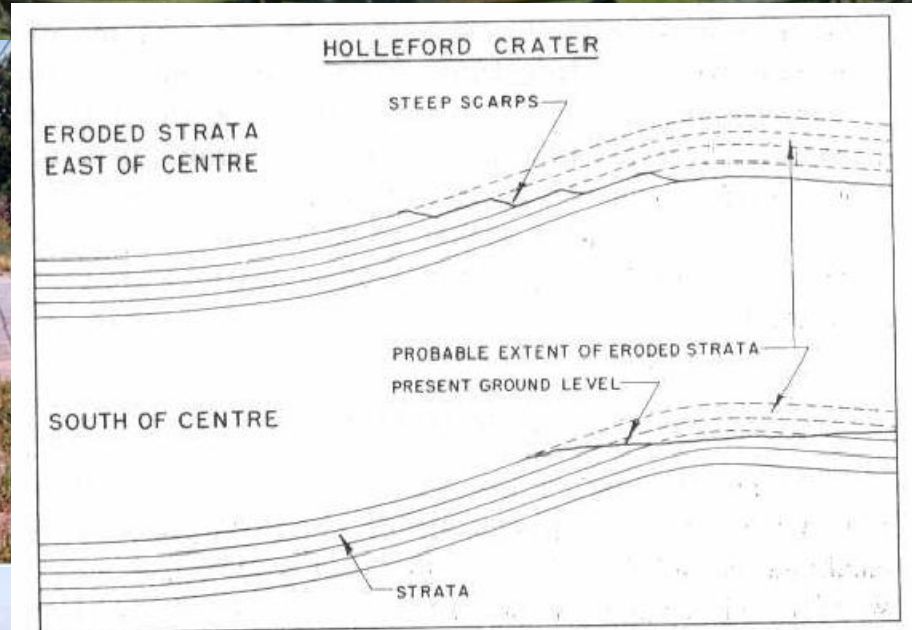 HOLLEFORD CRATER
STEEP SCARPS
ERODED STRATA
EAST OF CENTRE
PROBABLE EXTENT OF ERODED STRATA
PRESENT GROUND LEVEL
SOUTH OF CENTRE
STRATA